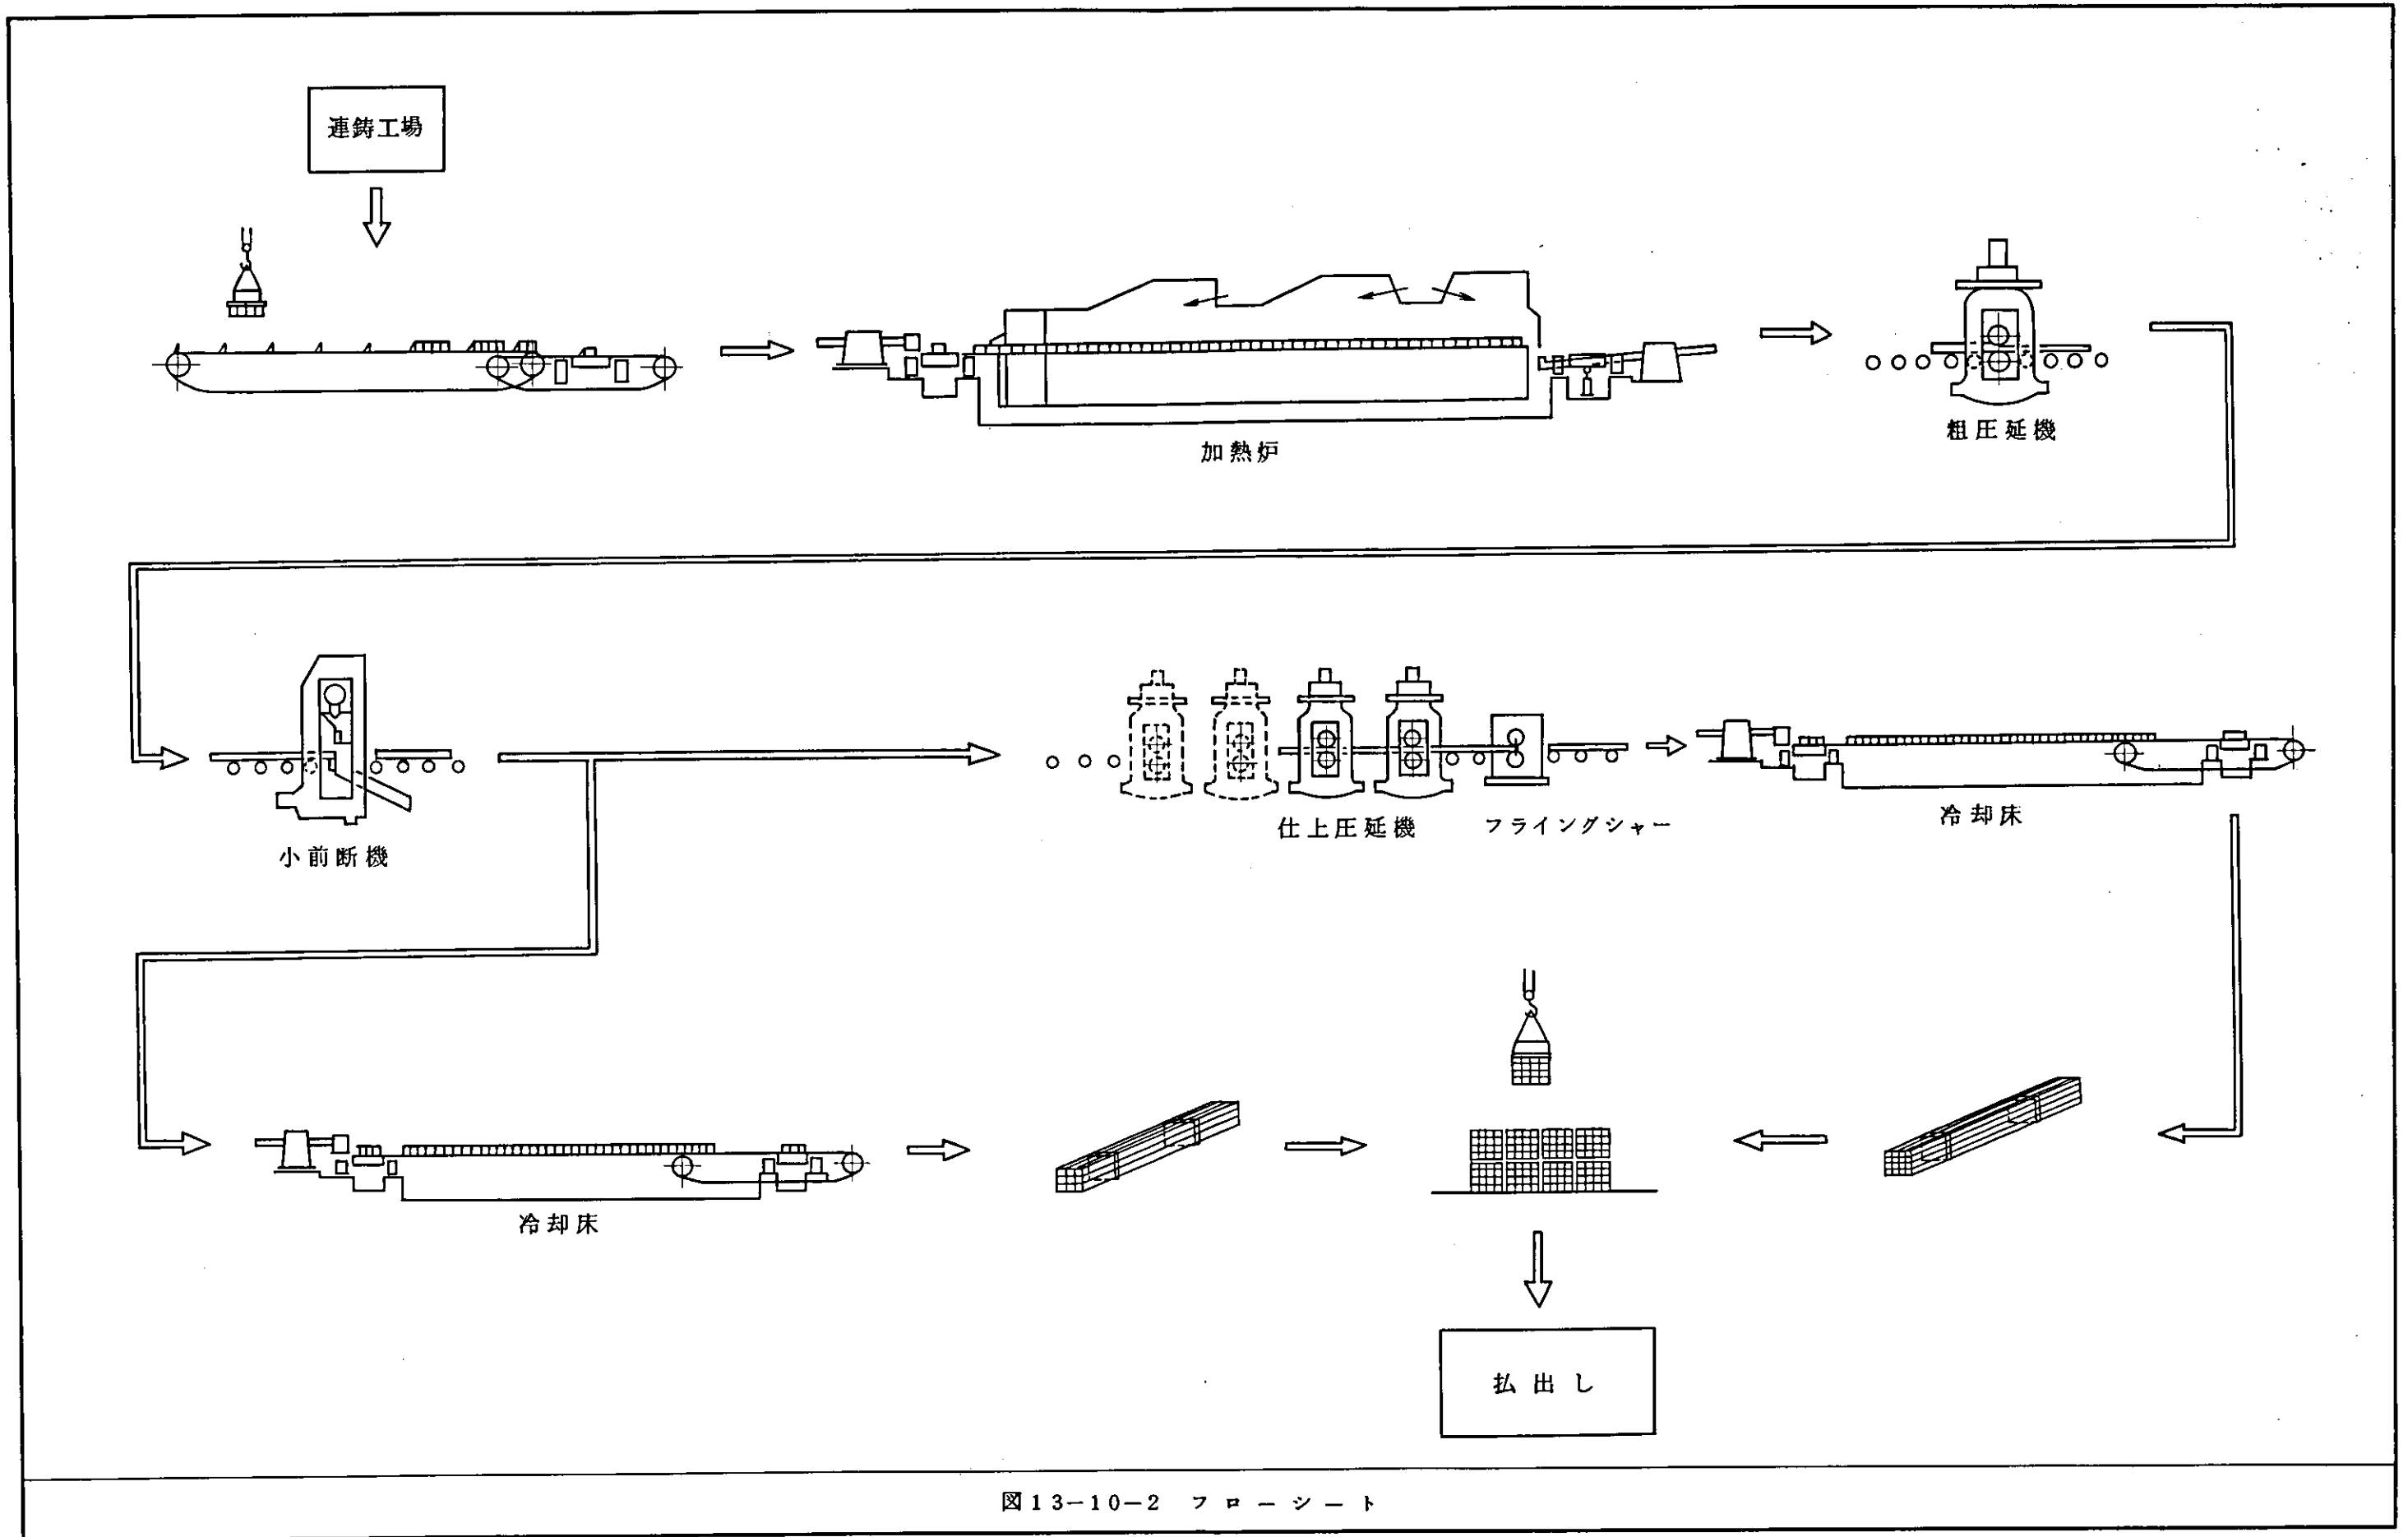 連鋳工場
加熱炉
粗圧延機
小前断機
仕上圧延機
フライングシャー
冷却床
冷却床
払出し
図13-10-2 フローシート